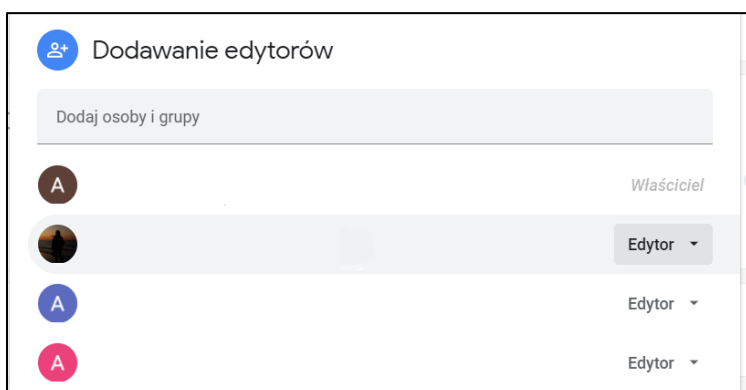 Dodawanie edytorów
Dodaj osoby i grupy
A Właściciel
Edytor
A Edytor
A Edytor